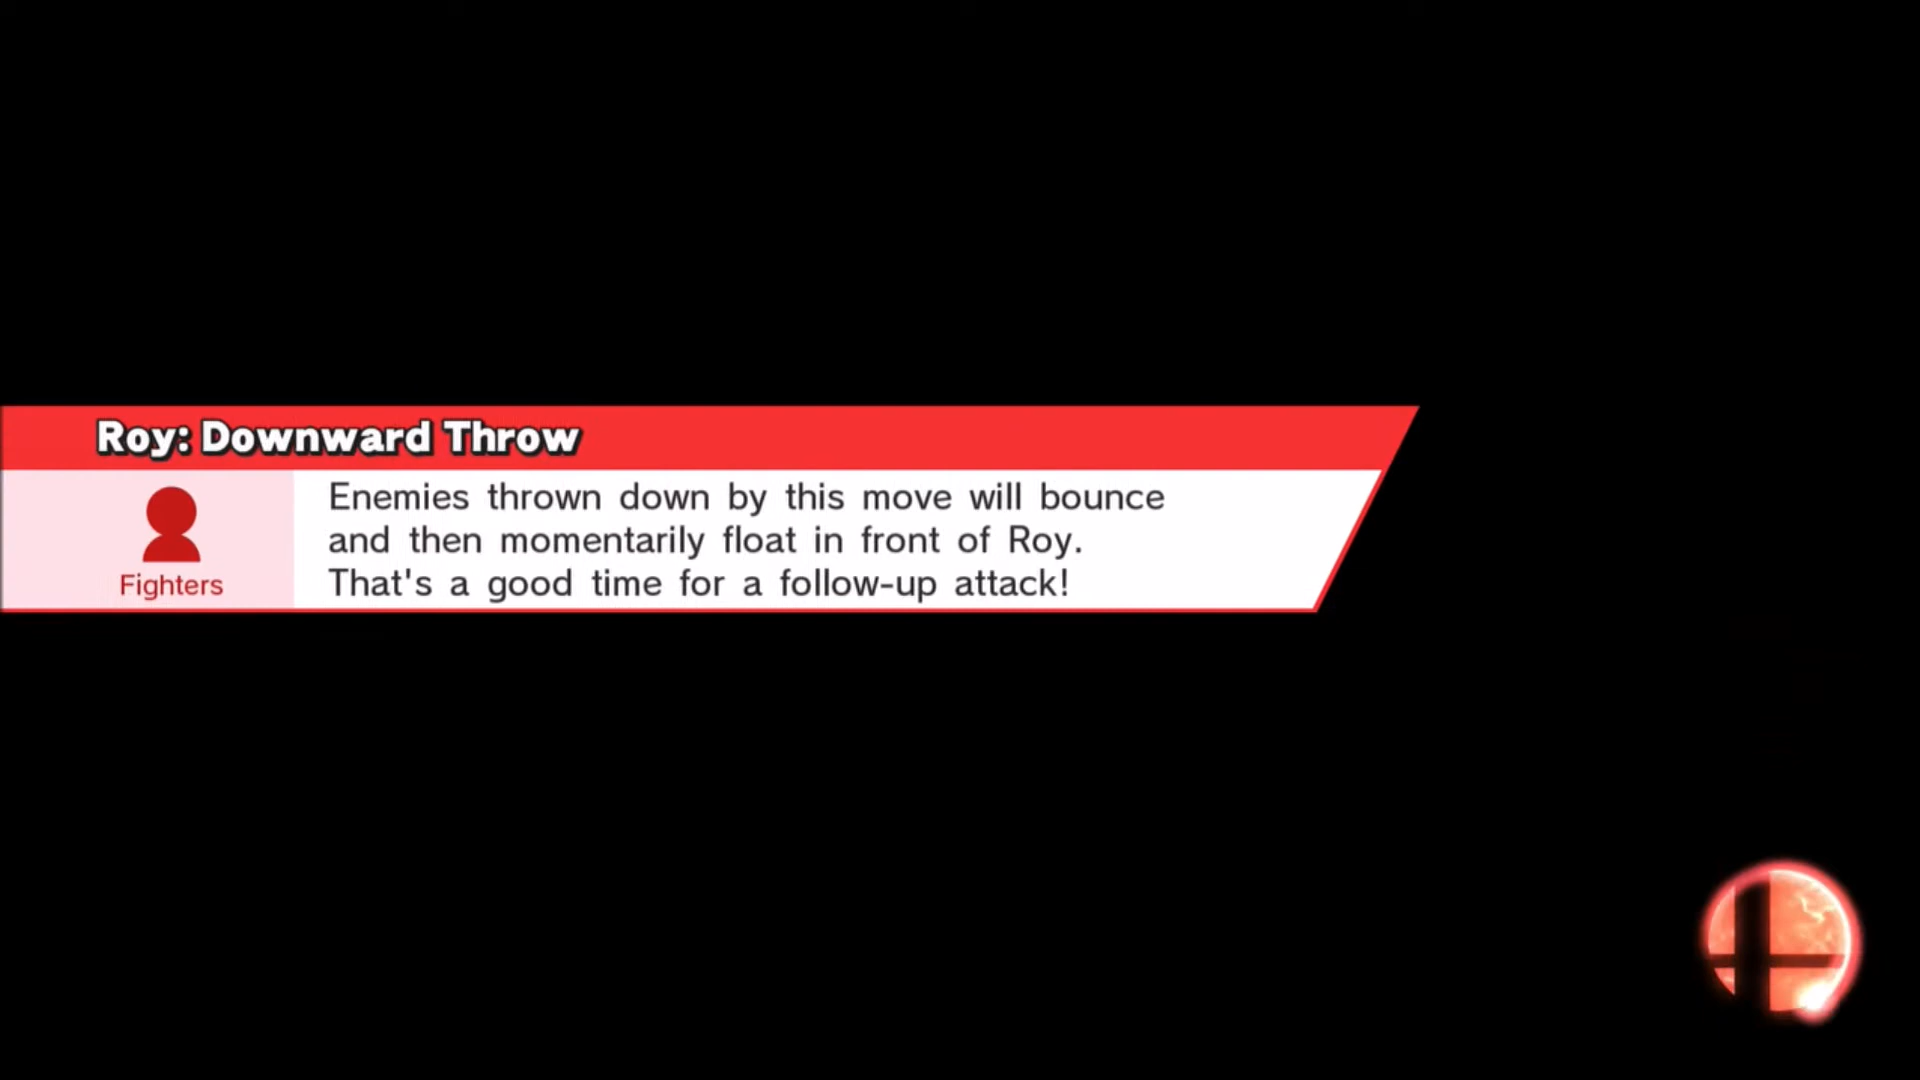 Roy: Downward Throw
Enemies thrown down by this move will bounce
and then momentarily float in front of Roy.
That's a good time for a follow-up attack!
Fighters